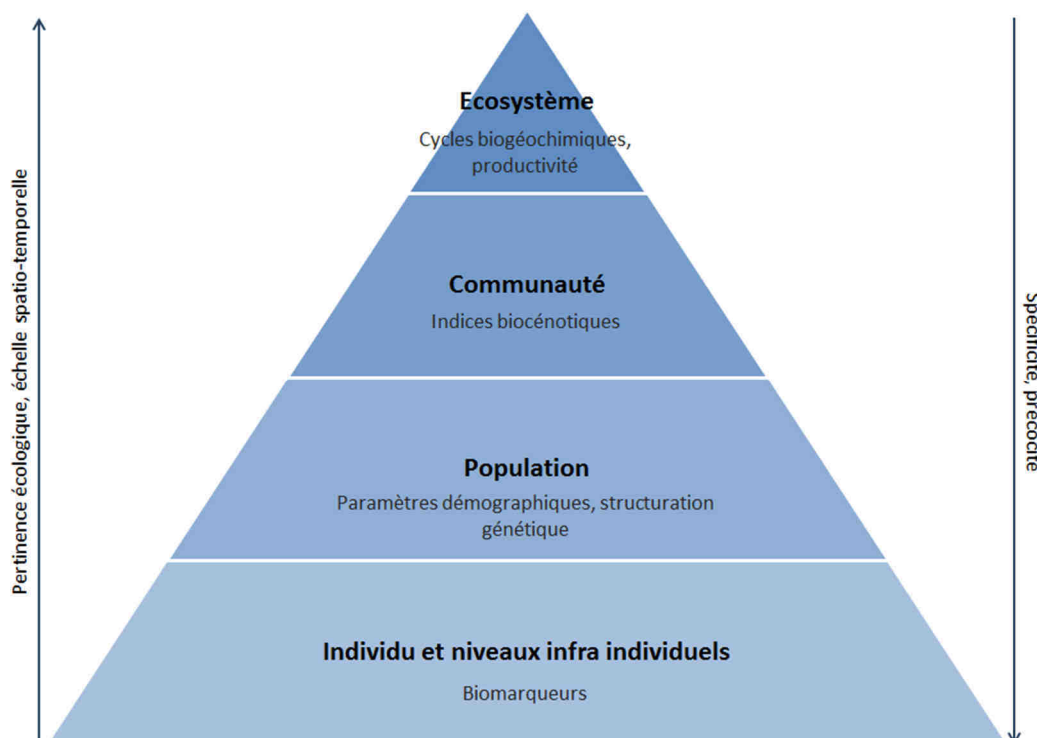 Ecosystème
Cycles biogéochimiques,
productivité
Communauté
Indices biocénotiques
Population
Paramètres démographiques, structuration
génétique
Individu et niveaux infra individuels
Biomarqueurs
Pertinence écologique, échelle spatio-temporelle
Spécificité, précocité